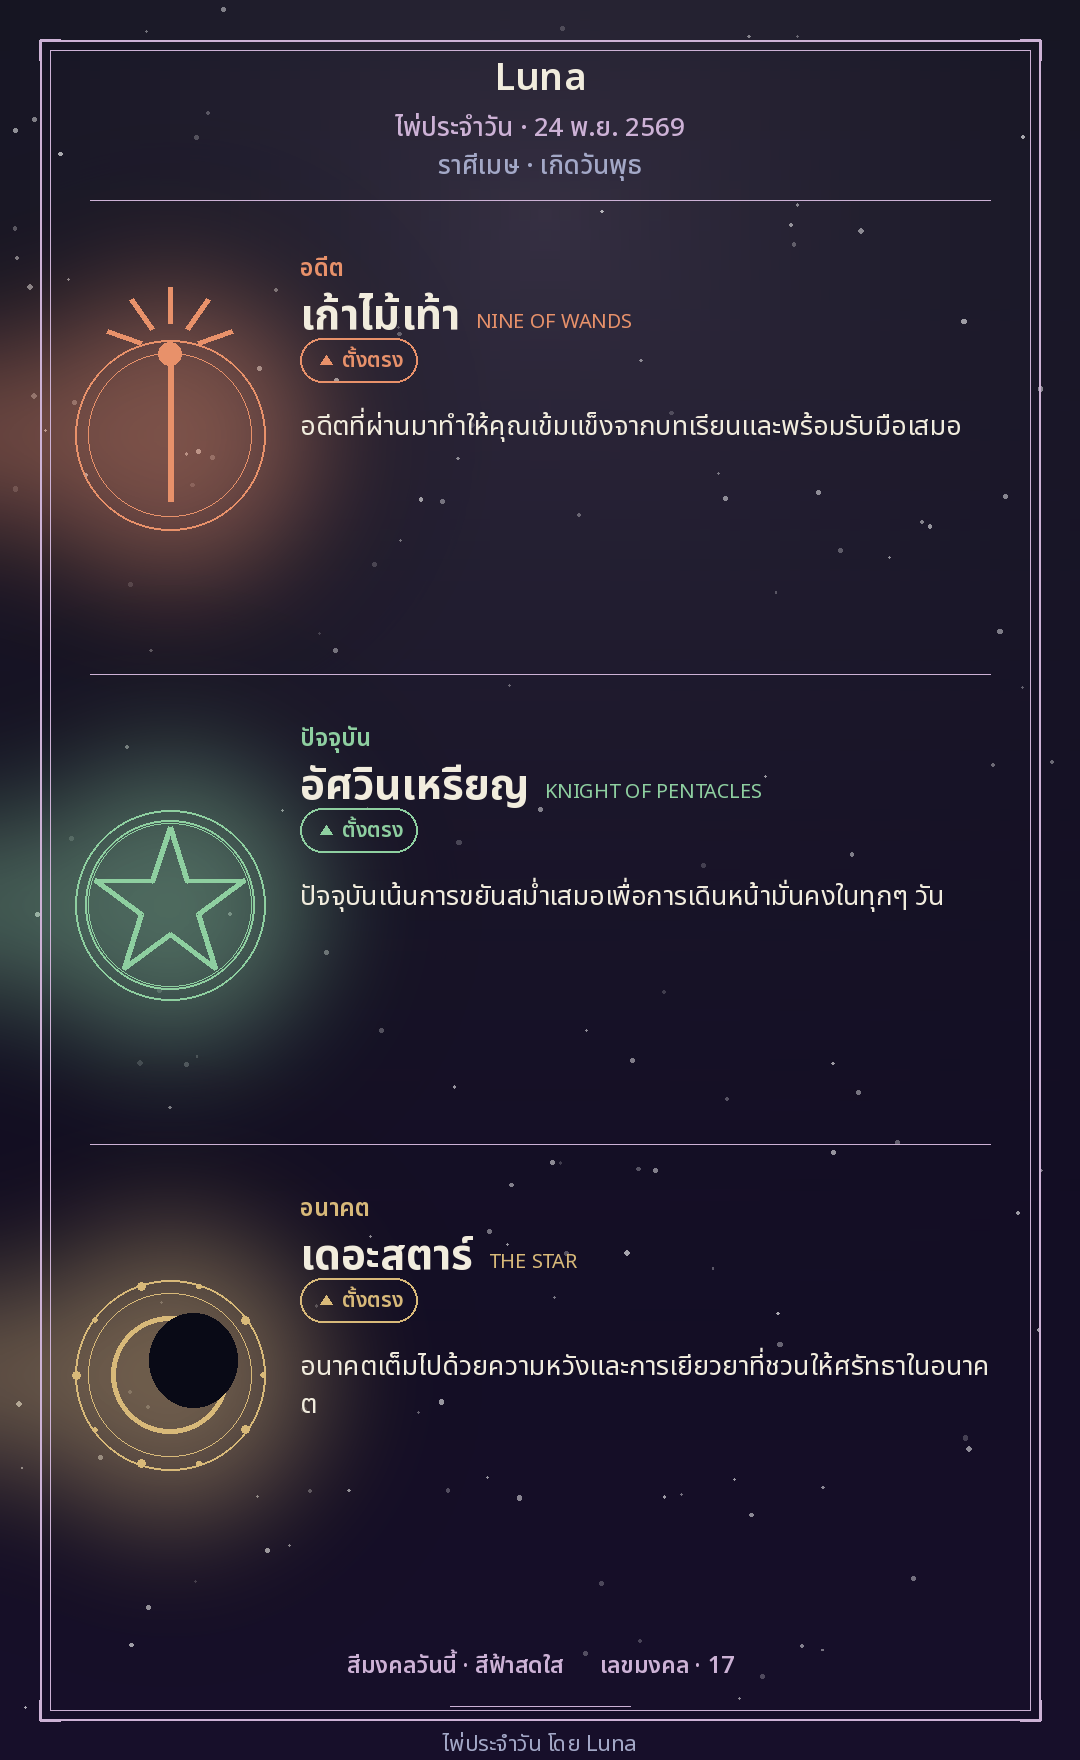 Luna
ไพ่ประจำวัน · 24 พ.ย. 2569
ราศีเมษ · เกิดวันพุธ
อดีต
เก้าไม้เท้า NINE OF WANDS
▲ ตั้งตรง
อดีตที่ผ่านมาทำให้คุณเข้มแข็งจากบทเรียนและพร้อมรับมือเสมอ
ปัจจุบัน
อัศวินเหรียญ KNIGHT OF PENTACLES
▲ ตั้งตรง
ปัจจุบันเน้นการขยันสม่ำเสมอเพื่อการเดินหน้ามั่นคงในทุกๆ วัน
อนาคต
เดอะสตาร์ THE STAR
▲ ตั้งตรง
อนาคตเต็มไปด้วยความหวังและการเยียวยาที่ชวนให้ศรัทธาในอนาค
ต
สีมงคลวันนี้ · สีฟ้าสดใส เลขมงคล · 17
ไพ่ประจำวัน โดย Luna